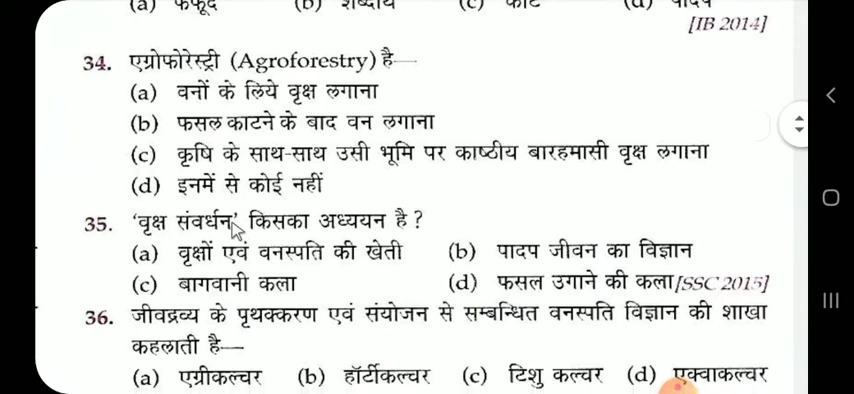 (a) फफूंद (b) शैवाल (c) कीट (d) पादप
[IB 2014]
34. एग्रोफोरेस्ट्री (Agroforestry) है—
(a) वनों के लिये वृक्ष लगाना
(b) फसल काटने के बाद वन लगाना
(c) कृषि के साथ-साथ उसी भूमि पर काष्ठीय बारहमासी वृक्ष लगाना
(d) इनमें से कोई नहीं
35. 'वृक्ष संवर्धन' किसका अध्ययन है ?
(a) वृक्षों एवं वनस्पति की खेती (b) पादप जीवन का विज्ञान
(c) बागवानी कला (d) फसल उगाने की कला [SSC 2015]
36. जीवद्रव्य के पृथक्करण एवं संयोजन से सम्बन्धित वनस्पति विज्ञान की शाखा
कहलाती है—
(a) एग्रीकल्चर (b) हॉर्टीकल्चर (c) टिशु कल्चर (d) एक्वाकल्चर